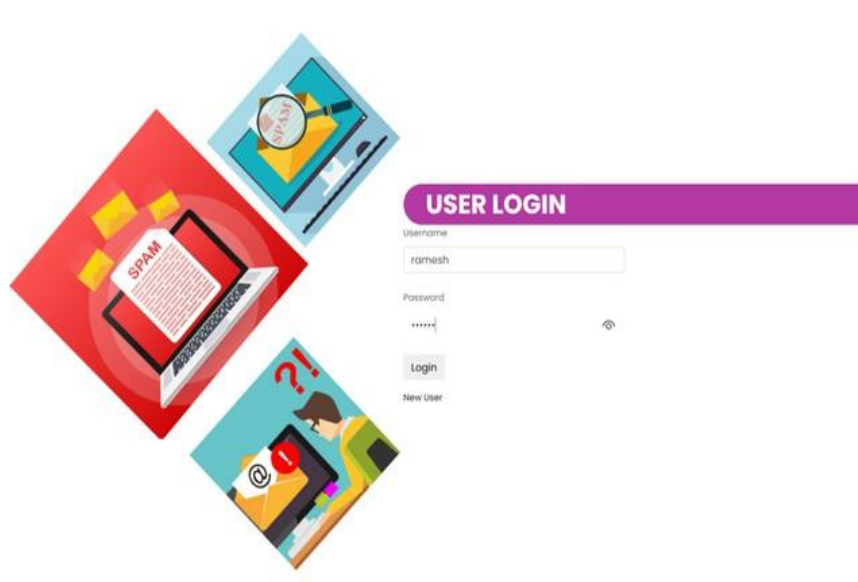 SPAM
SPAM
?!
@
!
USER LOGIN
Username
ramesh
Password
••••••
Login
New User